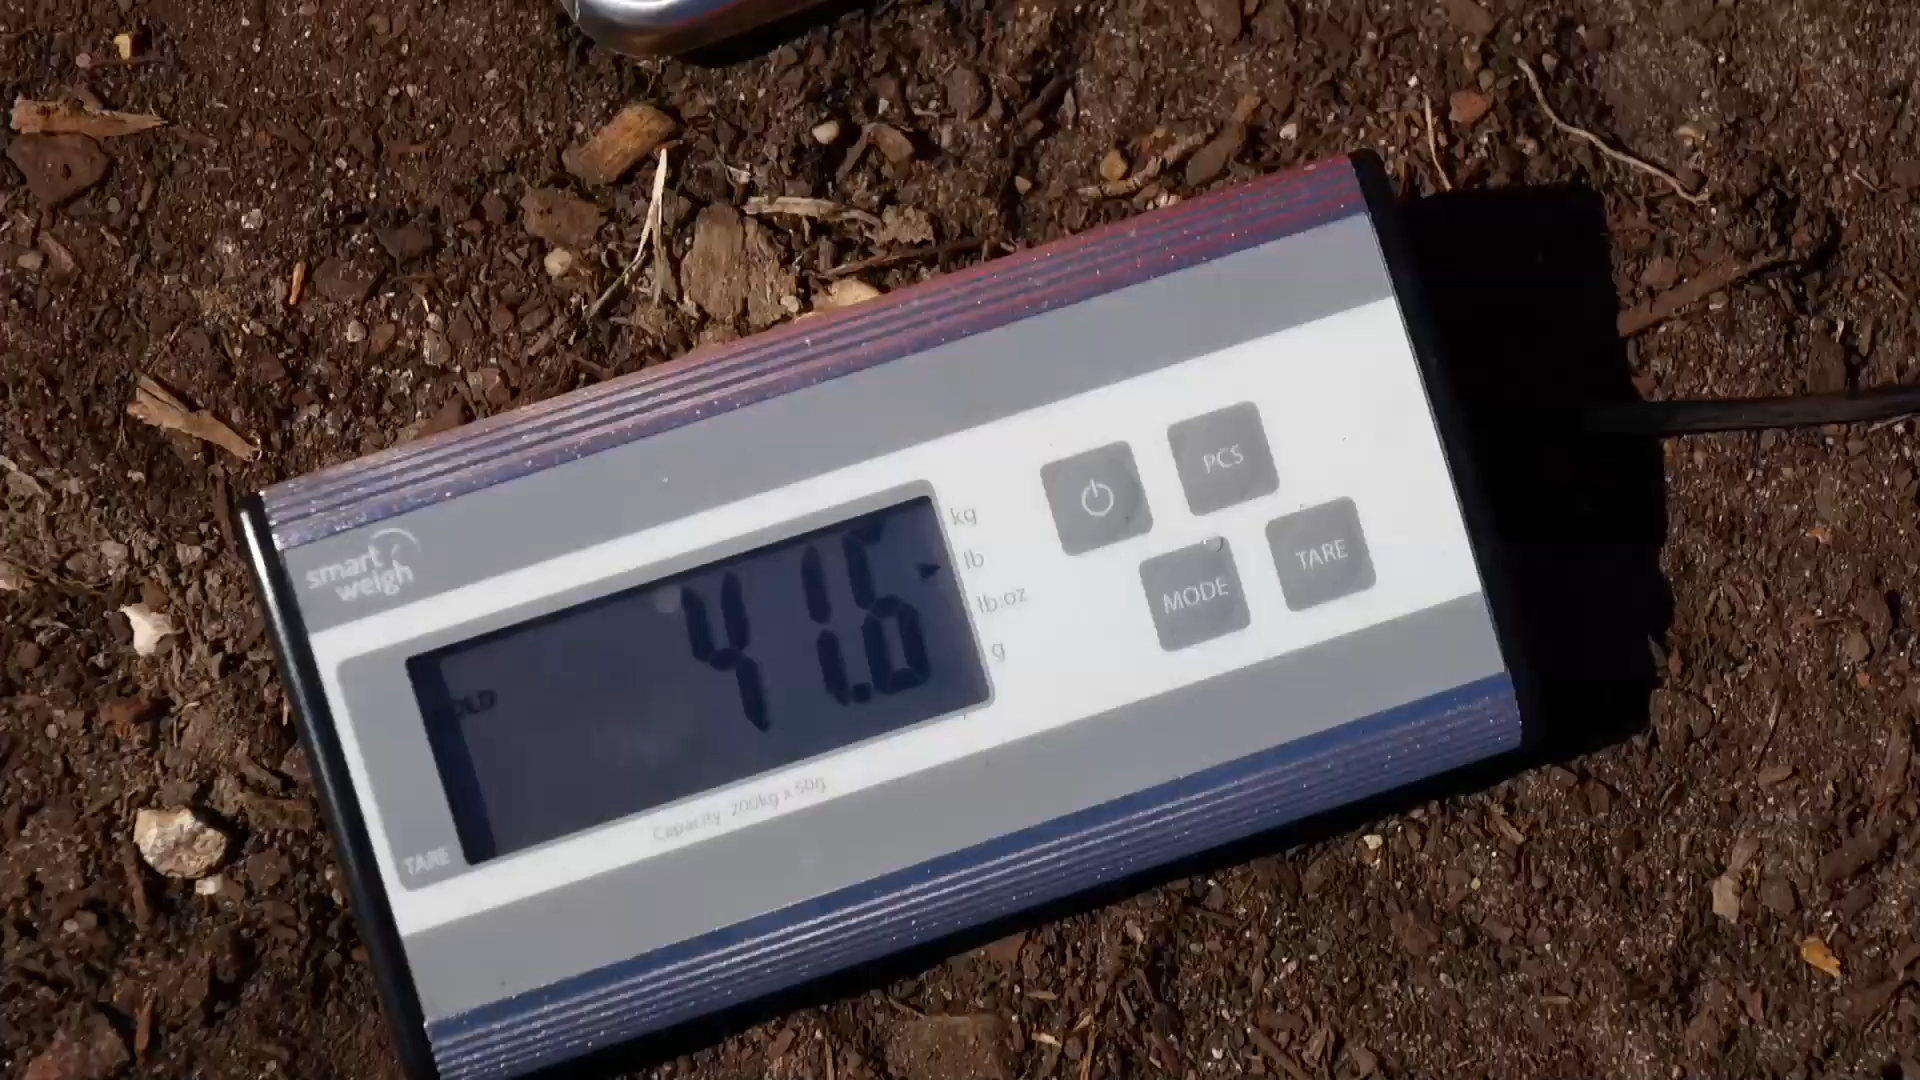 smart
weigh
kg
lb
lb:oz
g
41.6
HOLD
TARE
Capacity 200kg x 50g
PCS
MODE
TARE